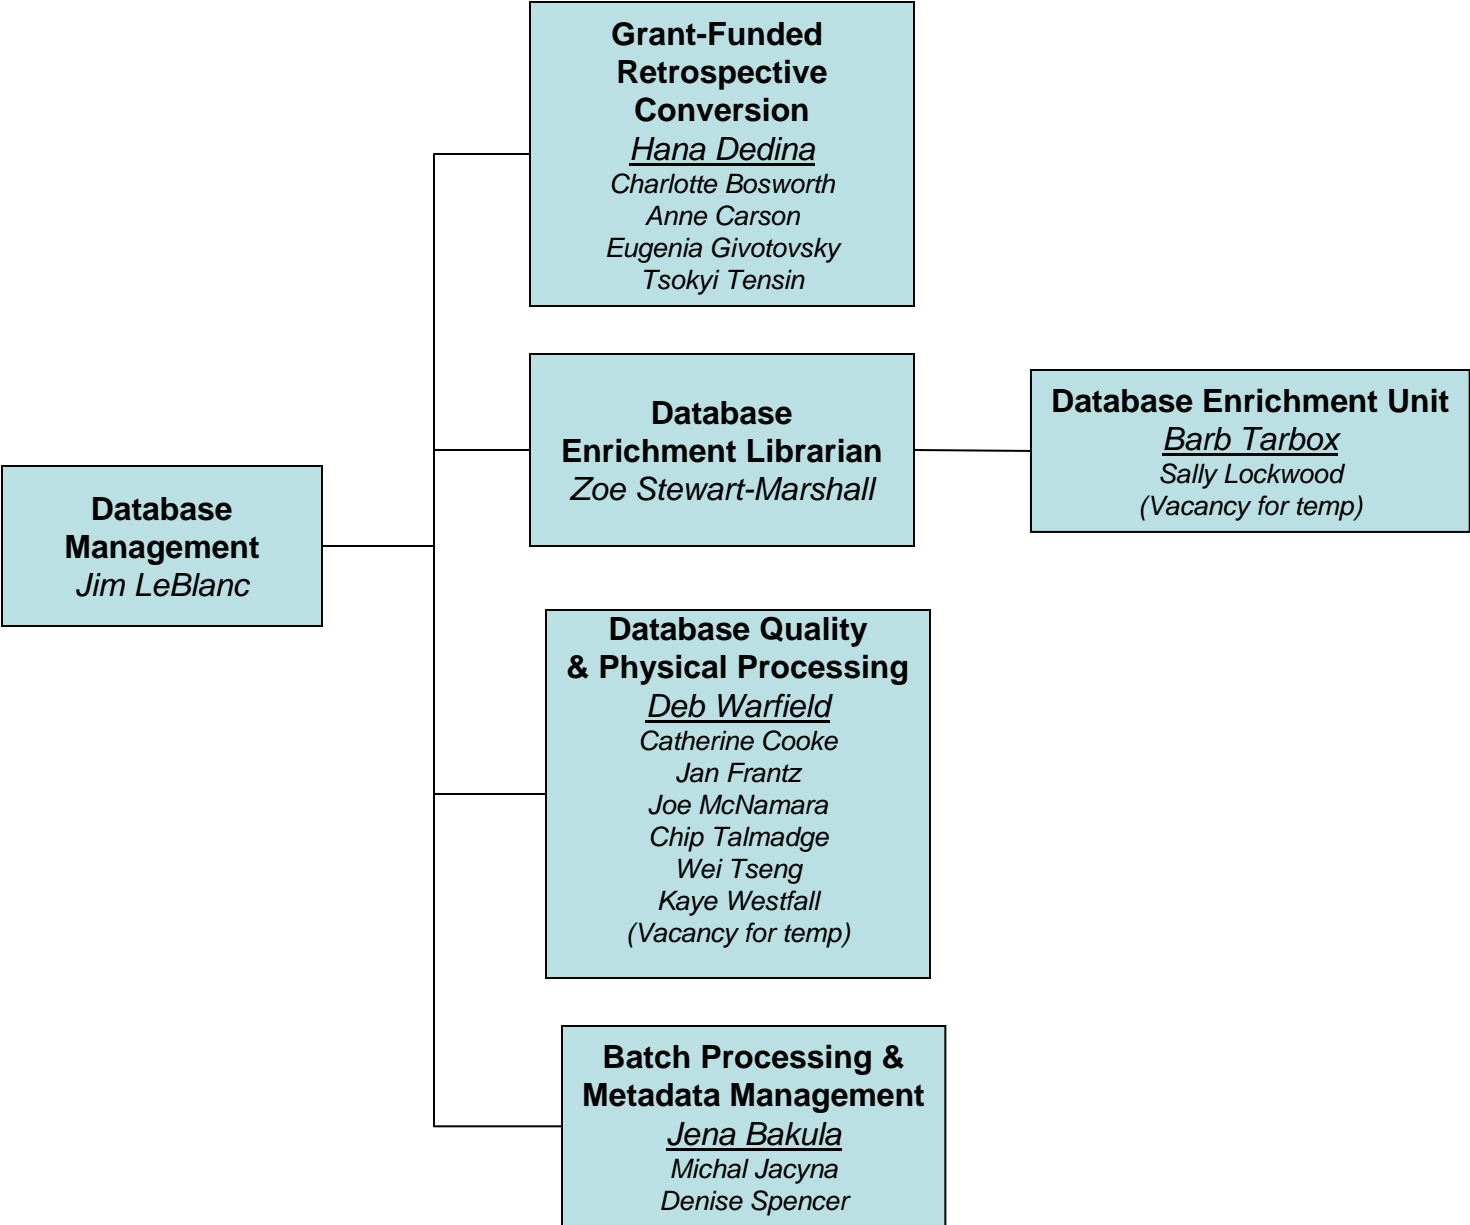 Grant-Funded
Retrospective
Conversion
Hana Dedina
Charlotte Bosworth
Anne Carson
Eugenia Givotovsky
Tsokyi Tensin
Database
Enrichment Librarian
Zoe Stewart-Marshall
Database Enrichment Unit
Barb Tarbox
Sally Lockwood
(Vacancy for temp)
Database
Management
Jim LeBlanc
Database Quality
& Physical Processing
Deb Warfield
Catherine Cooke
Jan Frantz
Joe McNamara
Chip Talmadge
Wei Tseng
Kaye Westfall
(Vacancy for temp)
Batch Processing &
Metadata Management
Jena Bakula
Michal Jacyna
Denise Spencer